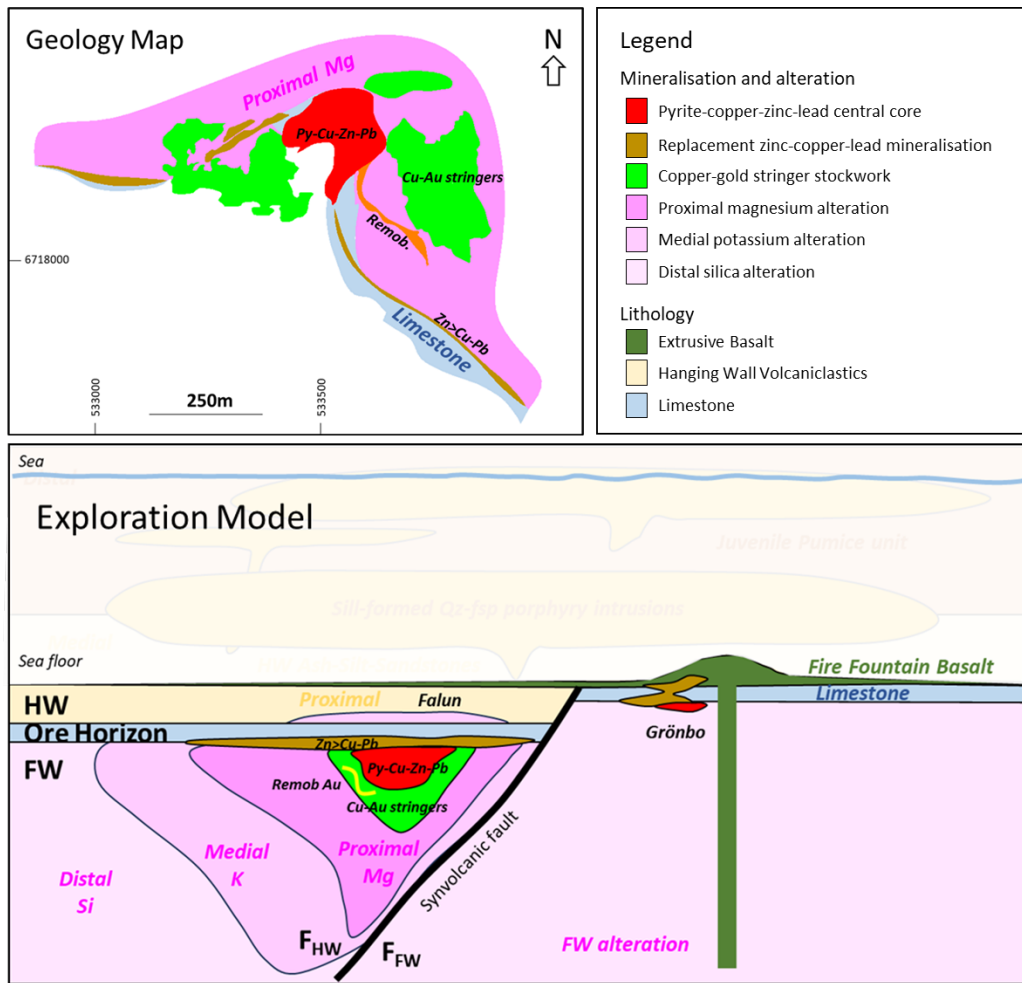 Geology Map
N
Proximal Mg
Py-Cu-Zn-Pb
Cu-Au stringers
Remob.
6718000
Zn>Cu-Pb
Limestone
533000
250m
533500
Legend
Mineralisation and alteration
Pyrite-copper-zinc-lead central core
Replacement zinc-copper-lead mineralisation
Copper-gold stringer stockwork
Proximal magnesium alteration
Medial potassium alteration
Distal silica alteration
Lithology
Extrusive Basalt
Hanging Wall Volcaniclastics
Limestone
Sea
Distal
Exploration Model
Juvenile Pumice unit
Sill-formed Qz-fsp porphyry intrusions
Sea floor
Fire Fountain Basalt
HW
Proximal
Falun
Limestone
Ore Horizon
Grönbo
Zn>Cu-Pb
FW
Py-Cu-Zn-Pb
Remob Au
Cu-Au stringers
Medial
K
Proximal
Mg
Synvolcanic fault
Distal
Si
FHW
FFW
FW alteration